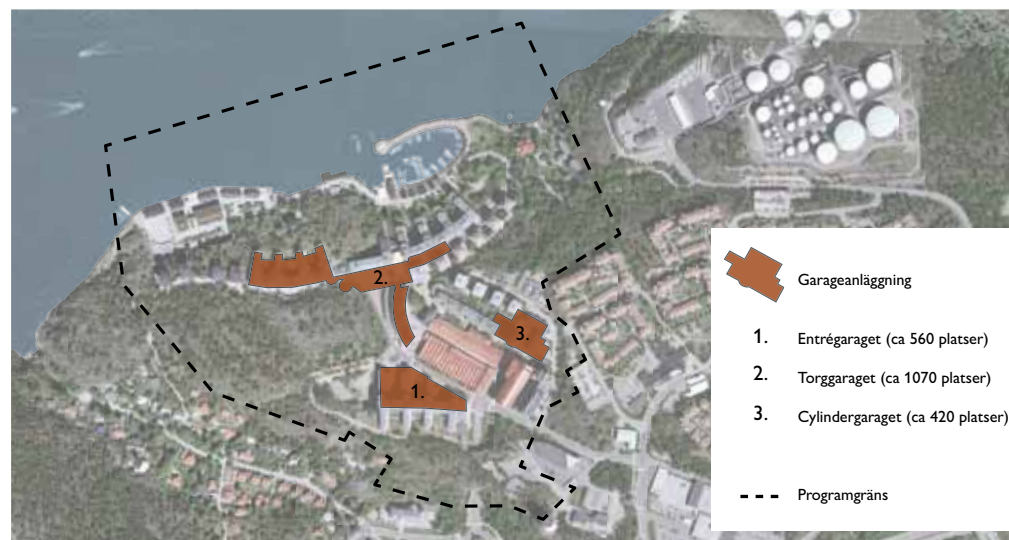 2.
3.
1.
Garageanläggning
1. Entrégaraget (ca 560 platser)
2. Torggaraget (ca 1070 platser)
3. Cylindergaraget (ca 420 platser)
Programgräns